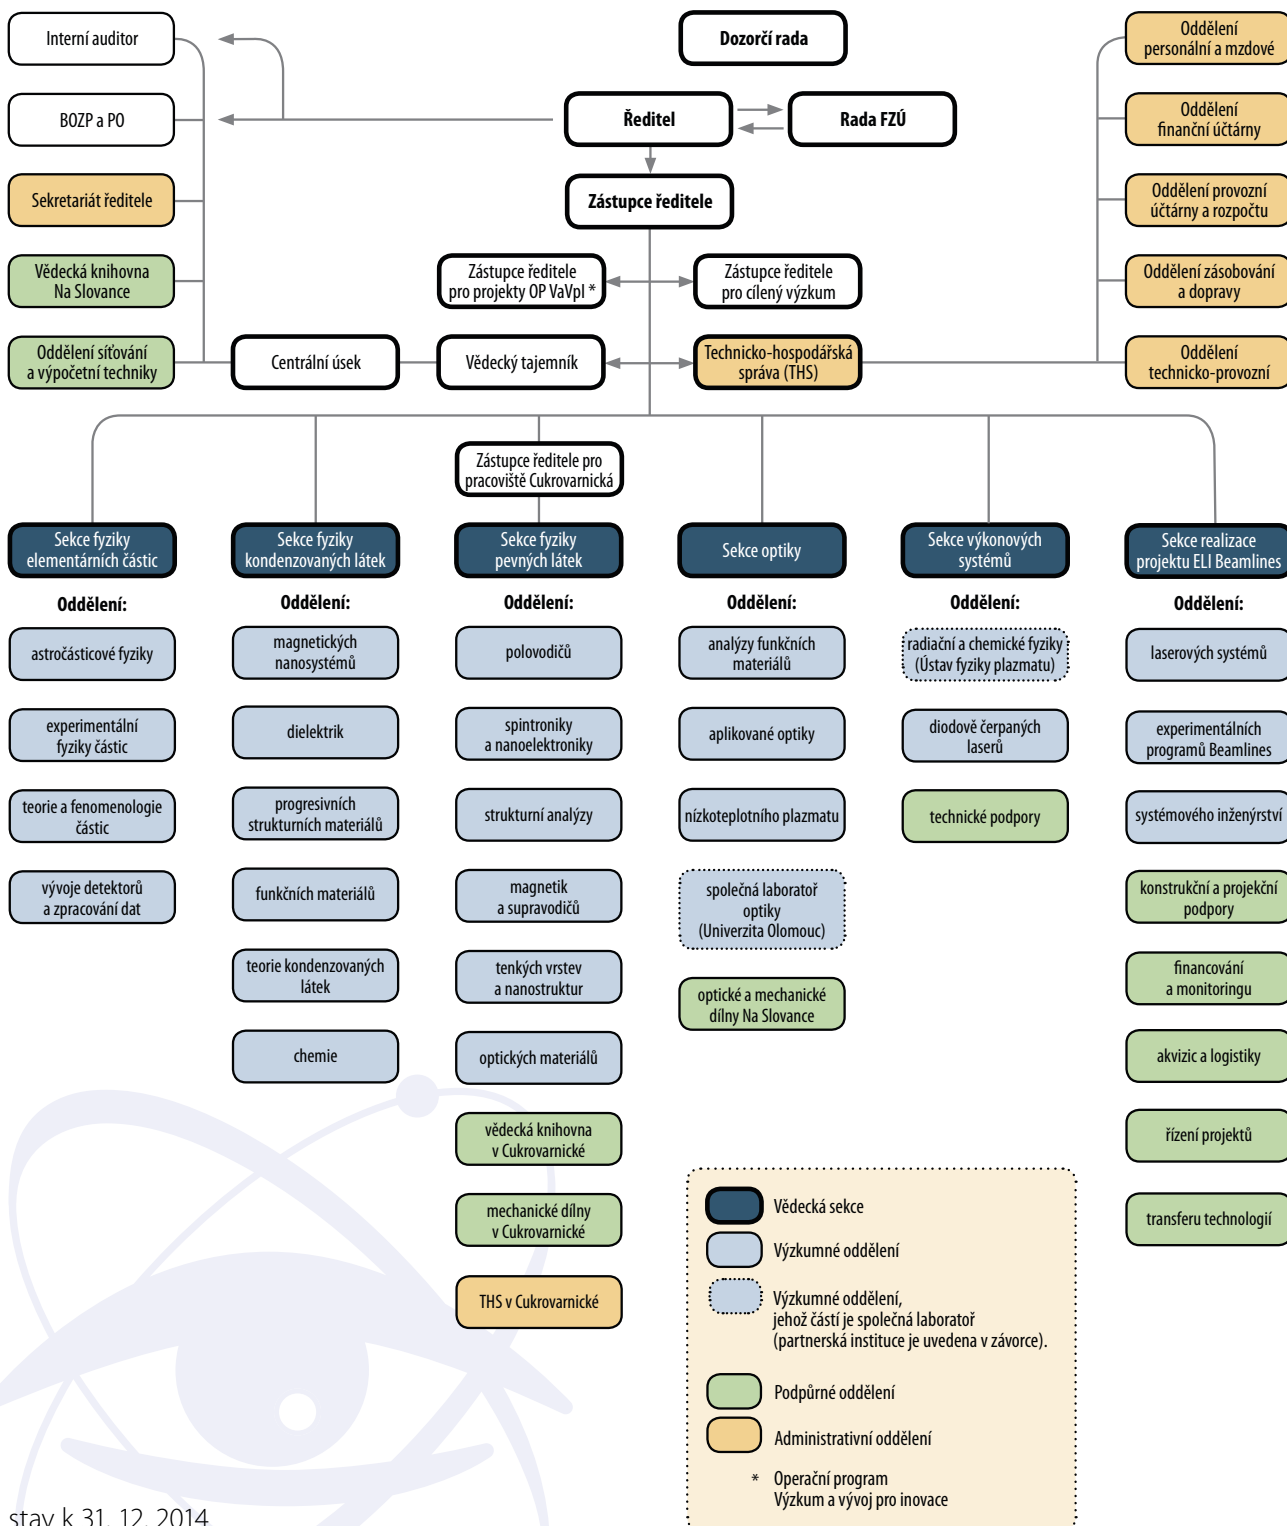 Interní auditor
BOZP a PO
Sekretariát ředitele
Vědecká knihovna
Na Slovance
Oddělení síťování
a výpočetní techniky
Dozorčí rada
Ředitel
Rada FZÚ
Zástupce ředitele
Zástupce ředitele
pro projekty OP VaVpI *
Zástupce ředitele
pro cílený výzkum
Centrální úsek
Vědecký tajemník
Technicko-hospodářská
správa (THS)
Oddělení
personální a mzdové
Oddělení
finanční účtárny
Oddělení provozní
účtárny a rozpočtu
Oddělení zásobování
a dopravy
Oddělení
technicko-provozní
Zástupce ředitele pro
pracoviště Cukrovarnická
Sekce fyziky
elementárních částic
Oddělení:
astročásticové fyziky
experimentální
fyziky částic
teorie a fenomenologie
částic
vývoje detektorů
a zpracování dat
Sekce fyziky
kondenzovaných látek
Oddělení:
magnetických
nanosystémů
dielektrik
progresivních
strukturních materiálů
funkčních materiálů
teorie kondenzovaných
látek
chemie
Sekce fyziky
pevných látek
Oddělení:
polovodičů
spintroniky
a nanoelektroniky
strukturní analýzy
magnetik
a supravodičů
tenkých vrstev
a nanostruktur
optických materiálů
vědecká knihovna
v Cukrovarnické
mechanické dílny
v Cukrovarnické
THS v Cukrovarnické
Sekce optiky
Oddělení:
analýzy funkčních
materiálů
aplikované optiky
nízkoteplotního plazmatu
společná laboratoř
optiky
(Univerzita Olomouc)
optické a mechanické
dílny Na Slovance
Sekce výkonových
systémů
Oddělení:
radiační a chemické fyziky
(Ústav fyziky plazmatu)
diodově čerpaných
laserů
technické podpory
Sekce realizace
projektu ELI Beamlines
Oddělení:
laserových systémů
experimentálních
programů Beamlines
systémového inženýrství
konstrukční a projekční
podpory
financování
a monitoringu
akvizic a logistiky
řízení projektů
transferu technologií
Vědecká sekce
Výzkumné oddělení
Výzkumné oddělení,
jehož částí je společná laboratoř
(partnerská instituce je uvedena v závorce).
Podpůrné oddělení
Administrativní oddělení
* Operační program
Výzkum a vývoj pro inovace
stav k 31. 12. 2014